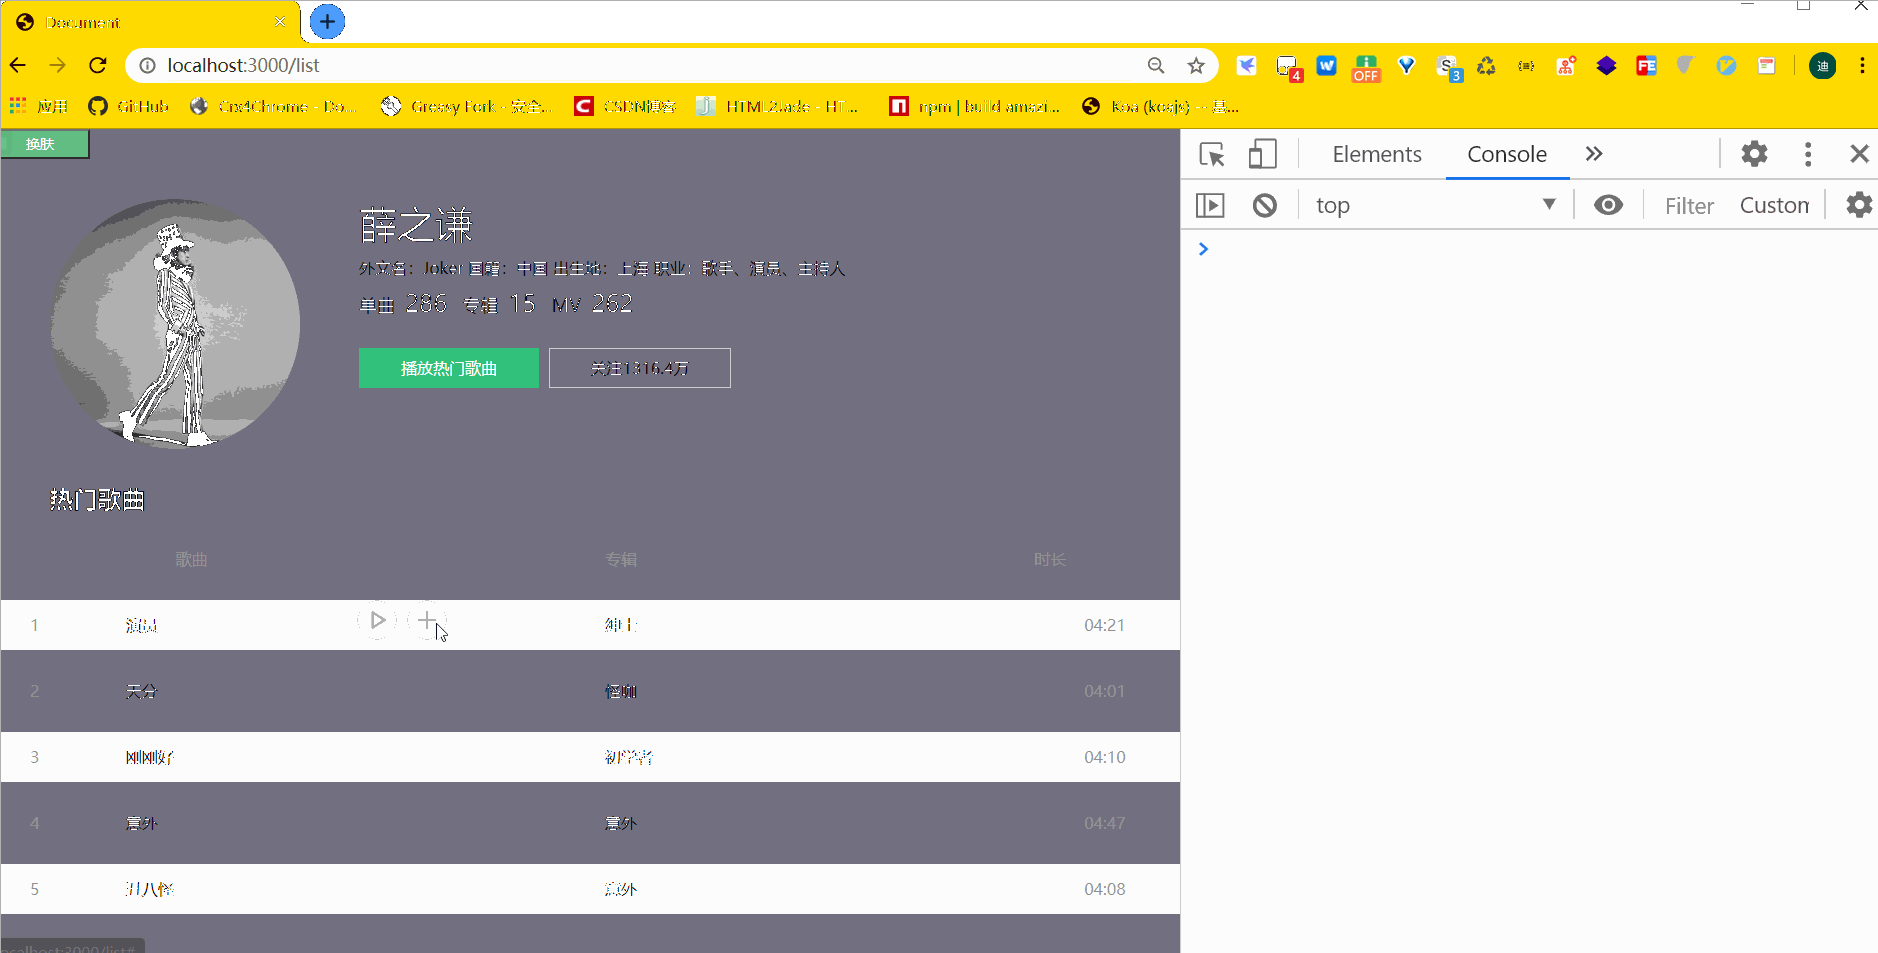 Document
localhost:3000/list
4
OFF
3
迪
应用
GitHub
Crx4Chrome - Do...
Greasy Fork - 安全...
CSDN博客
HTML2Jade - HT...
npm | build amazi...
Koa (koajs) -- 基...
换肤
Elements
Console
top
Filter
Custom
薛之谦
外文名：Joker 国籍：中国 出生地：上海 职业：歌手、演员、主持人
单曲 286 专辑 15 MV 262
播放热门歌曲
关注1316.4万
热门歌曲
歌曲 专辑 时长
1 演员 绅士 04:21
2 天分 怪咖 04:01
3 刚刚好 初学者 04:10
4 意外 意外 04:47
5 丑八怪 意外 04:08
localhost:3000/list#